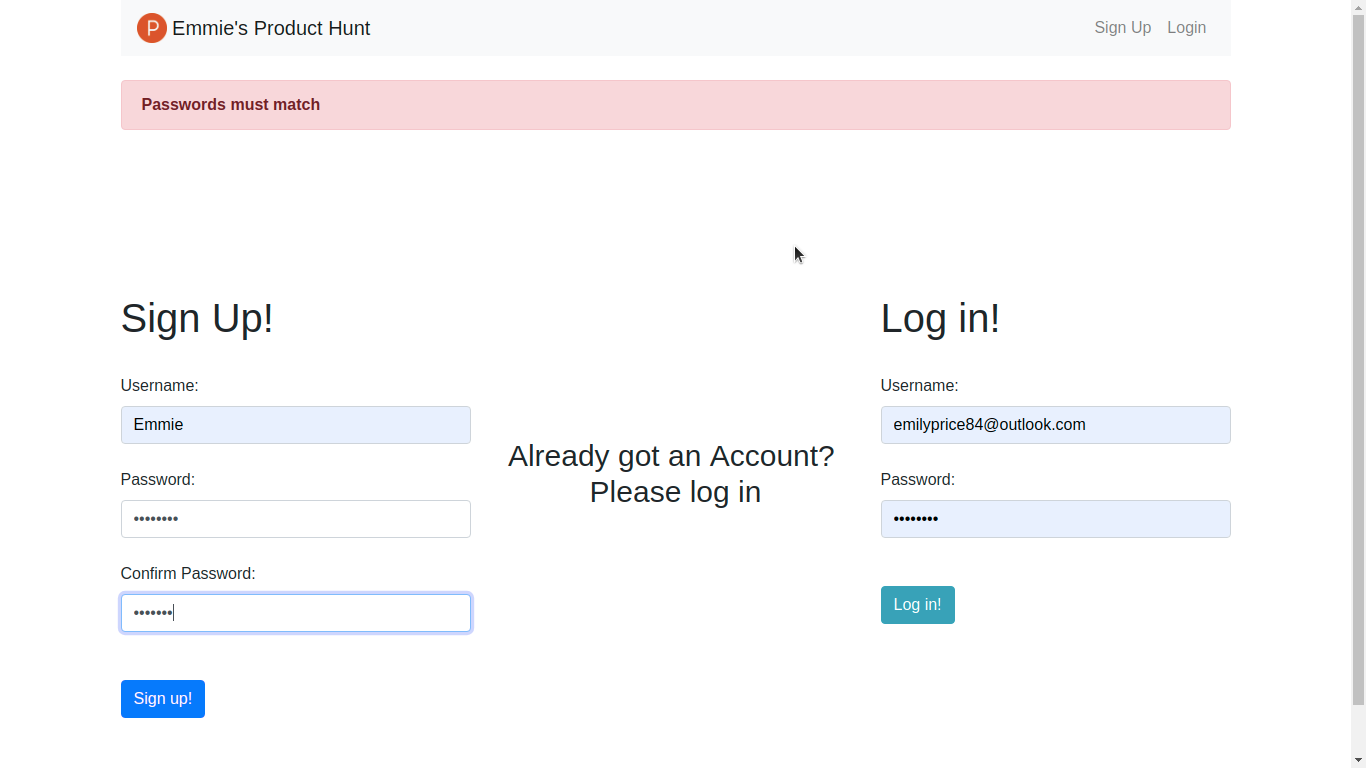 P Emmie's Product Hunt
Sign Up Login
Passwords must match
Sign Up!
Username:
Emmie
Password:
••••••••
Confirm Password:
•••••••
Sign up!
Already got an Account?
Please log in
Log in!
Username:
emilyprice84@outlook.com
Password:
••••••••
Log in!